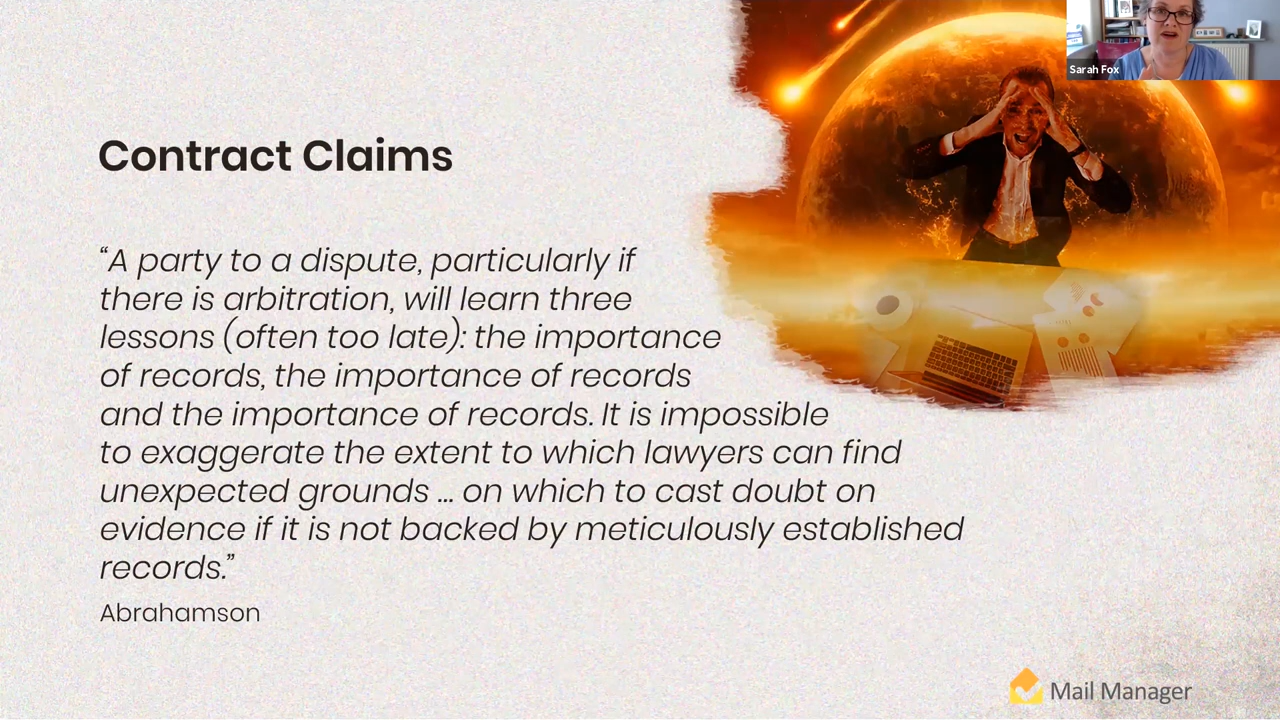 Sarah Fox
Contract Claims
“A party to a dispute, particularly if
there is arbitration, will learn three
lessons (often too late): the importance
of records, the importance of records
and the importance of records. It is impossible
to exaggerate the extent to which lawyers can find
unexpected grounds ... on which to cast doubt on
evidence if it is not backed by meticulously established
records.”
Abrahamson
Mail Manager